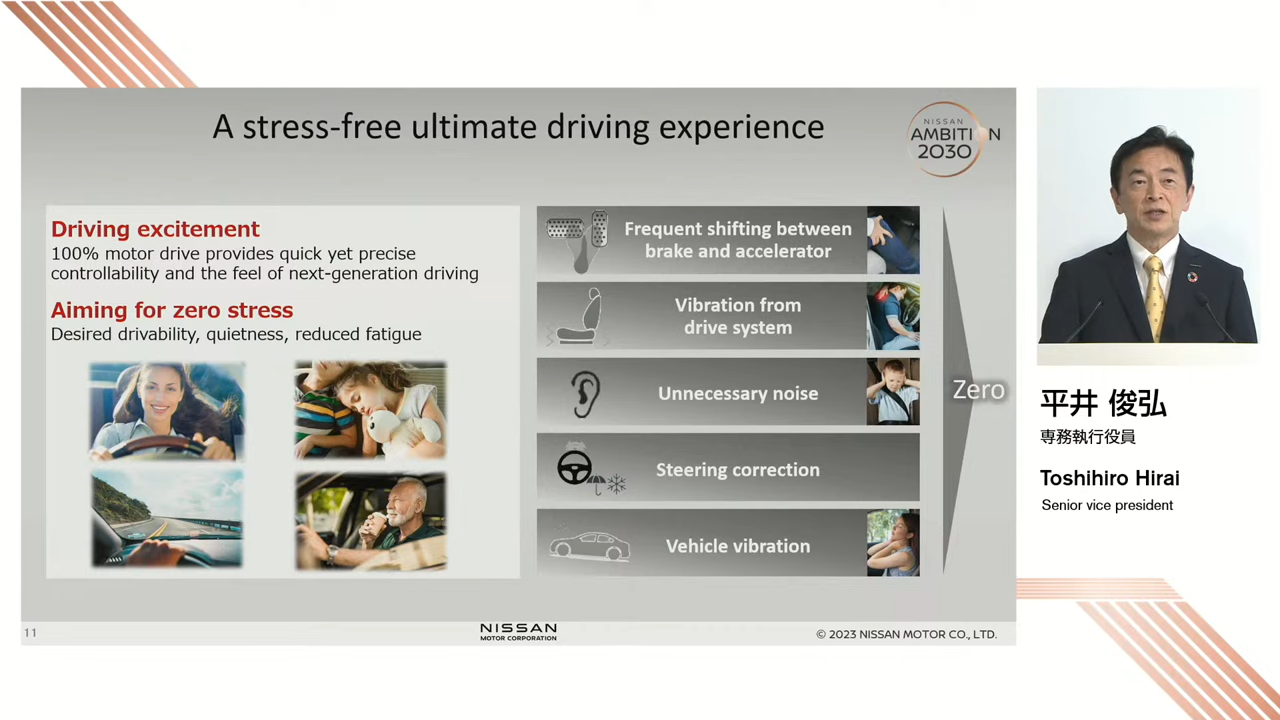 A stress-free ultimate driving experience
NISSAN
AMBITION
2030
Driving excitement
100% motor drive provides quick yet precise
controllability and the feel of next-generation driving
Aiming for zero stress
Desired drivability, quietness, reduced fatigue
Frequent shifting between
brake and accelerator
Vibration from
drive system
Unnecessary noise
Steering correction
Vehicle vibration
Zero
平井 俊弘
専務執行役員
Toshihiro Hirai
Senior vice president
11
NISSAN
MOTOR CORPORATION
© 2023 NISSAN MOTOR CO., LTD.